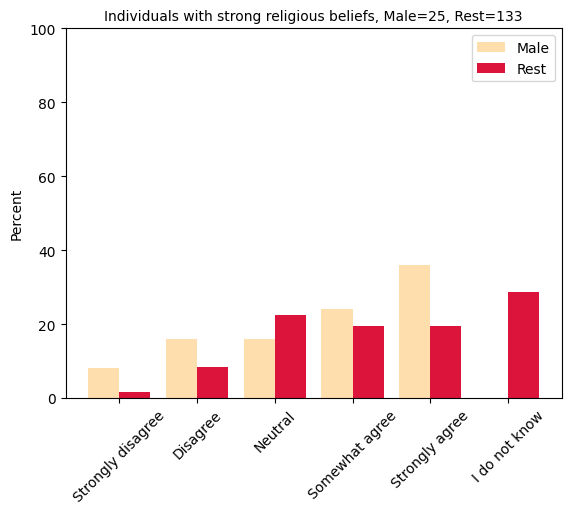 Individuals with strong religious beliefs, Male=25, Rest=133
Male
Rest
Percent
100
80
60
40
20
0
Strongly disagree
Disagree
Neutral
Somewhat agree
Strongly agree
I do not know